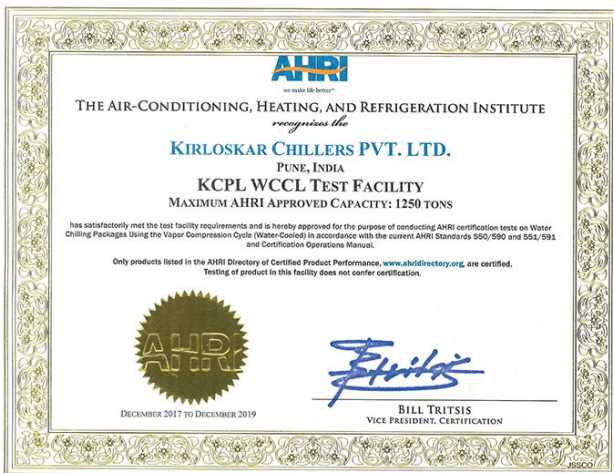 AHRI
we make life better™
THE AIR-CONDITIONING, HEATING, AND REFRIGERATION INSTITUTE
recognizes the
KIRLOSKAR CHILLERS PVT. LTD.
PUNE, INDIA
KCPL WCCL TEST FACILITY
MAXIMUM AHRI APPROVED CAPACITY: 1250 TONS
has satisfactorily met the test facility requirements and is hereby approved for the purpose of conducting AHRI certification tests on Water
Chilling Packages Using the Vapor Compression Cycle (Water-Cooled) in accordance with the current AHRI Standards 550/590 and 551/591
and Certification Operations Manual.
Only products listed in the AHRI Directory of Certified Product Performance, www.ahridirectory.org, are certified.
Testing of product in this facility does not confer certification.
AHRI
DECEMBER 2017 TO DECEMBER 2019
BILL TRITSIS
VICE PRESIDENT, CERTIFICATION